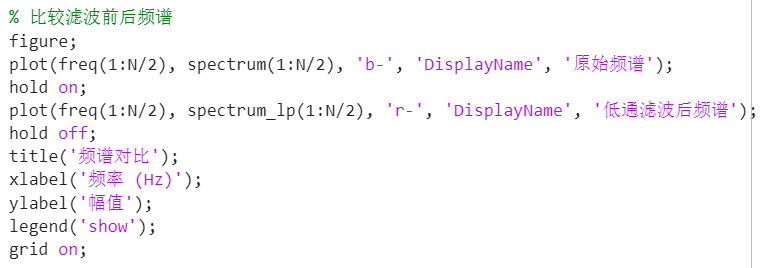 % 比较滤波前后频谱
figure;
plot(freq(1:N/2), spectrum(1:N/2), 'b-', 'DisplayName', '原始频谱');
hold on;
plot(freq(1:N/2), spectrum_lp(1:N/2), 'r-', 'DisplayName', '低通滤波后频谱');
hold off;
title('频谱对比');
xlabel('频率 (Hz)');
ylabel('幅值');
legend('show');
grid on;